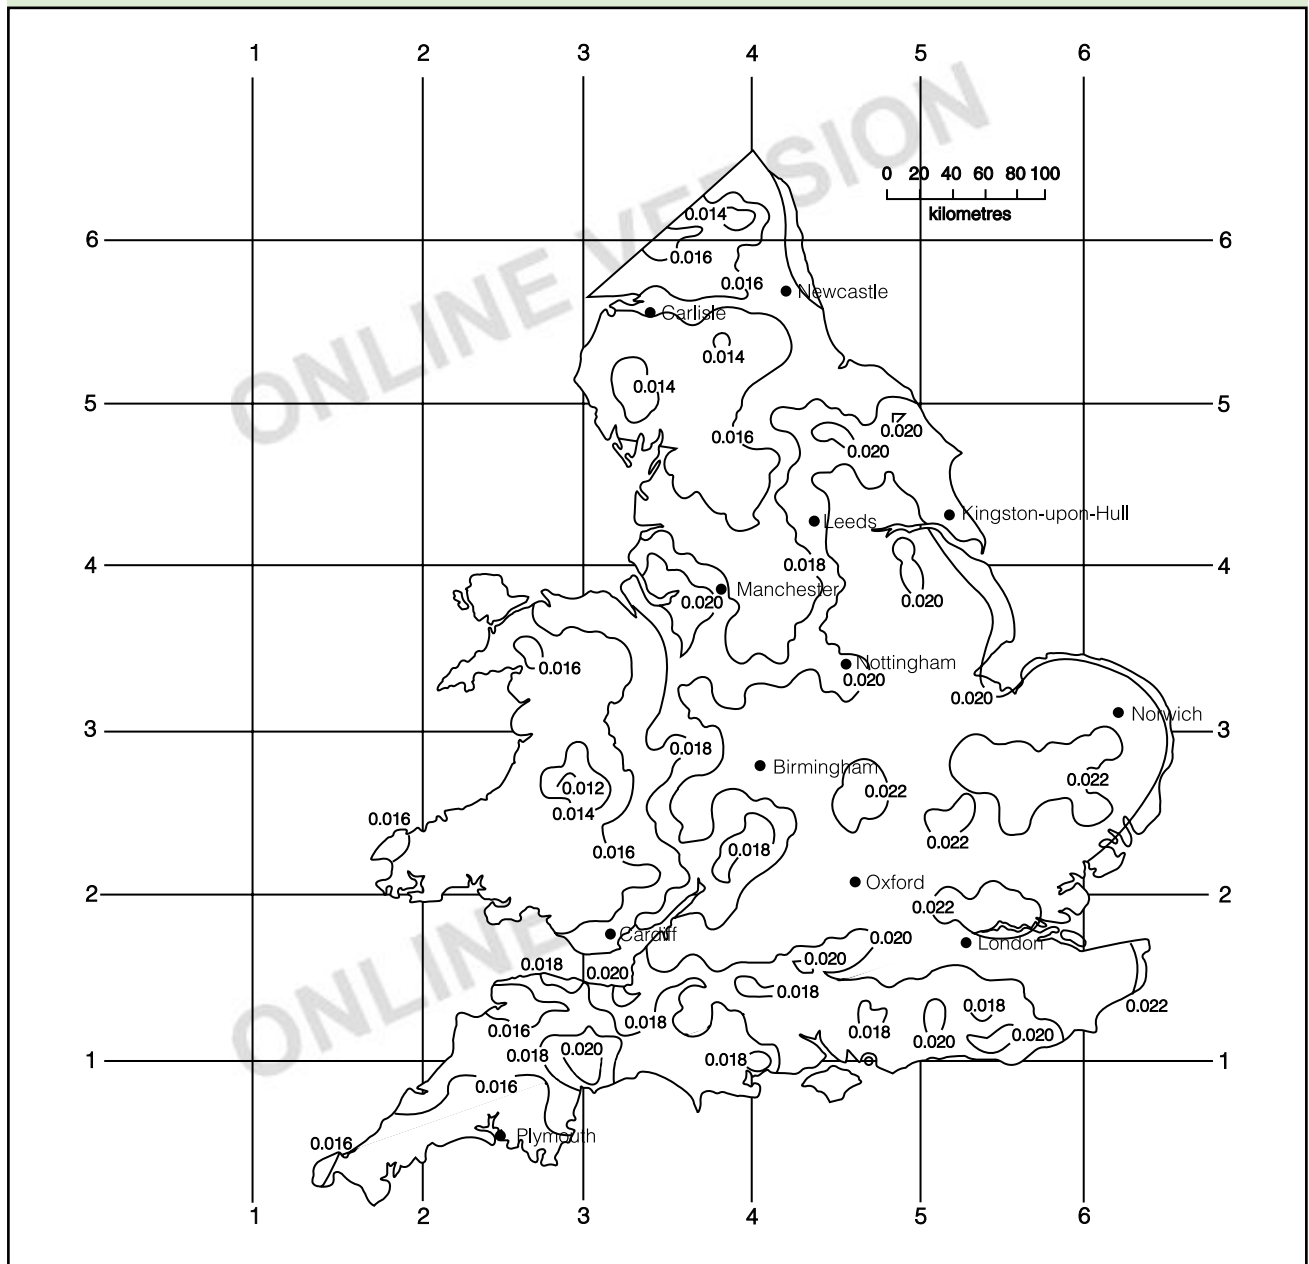 1 2 3 4 5 6
ONLINE VERSION
0 20 40 60 80 100
kilometres
0.014
6 6
0.016
0.016
Newcastle
Carlisle
0.014
0.014
5 5
0.020
0.016
0.020
Kingston-upon-Hull
Leeds
0.018
4 4
Manchester
0.020
0.020
Nottingham
0.016
0.020
0.020
Norwich
3 3
0.018
Birmingham
0.022
0.012
0.022
0.014
0.016
0.022
0.018
0.016
Oxford
2 2
0.022
ONLINE
Cardiff
0.020
London
0.020
0.018
0.020
0.018
0.022
0.018
0.018
0.016
0.018
0.020
0.020
0.018
0.020
0.018
1 1
0.016
Plymouth
0.016
1 2 3 4 5 6